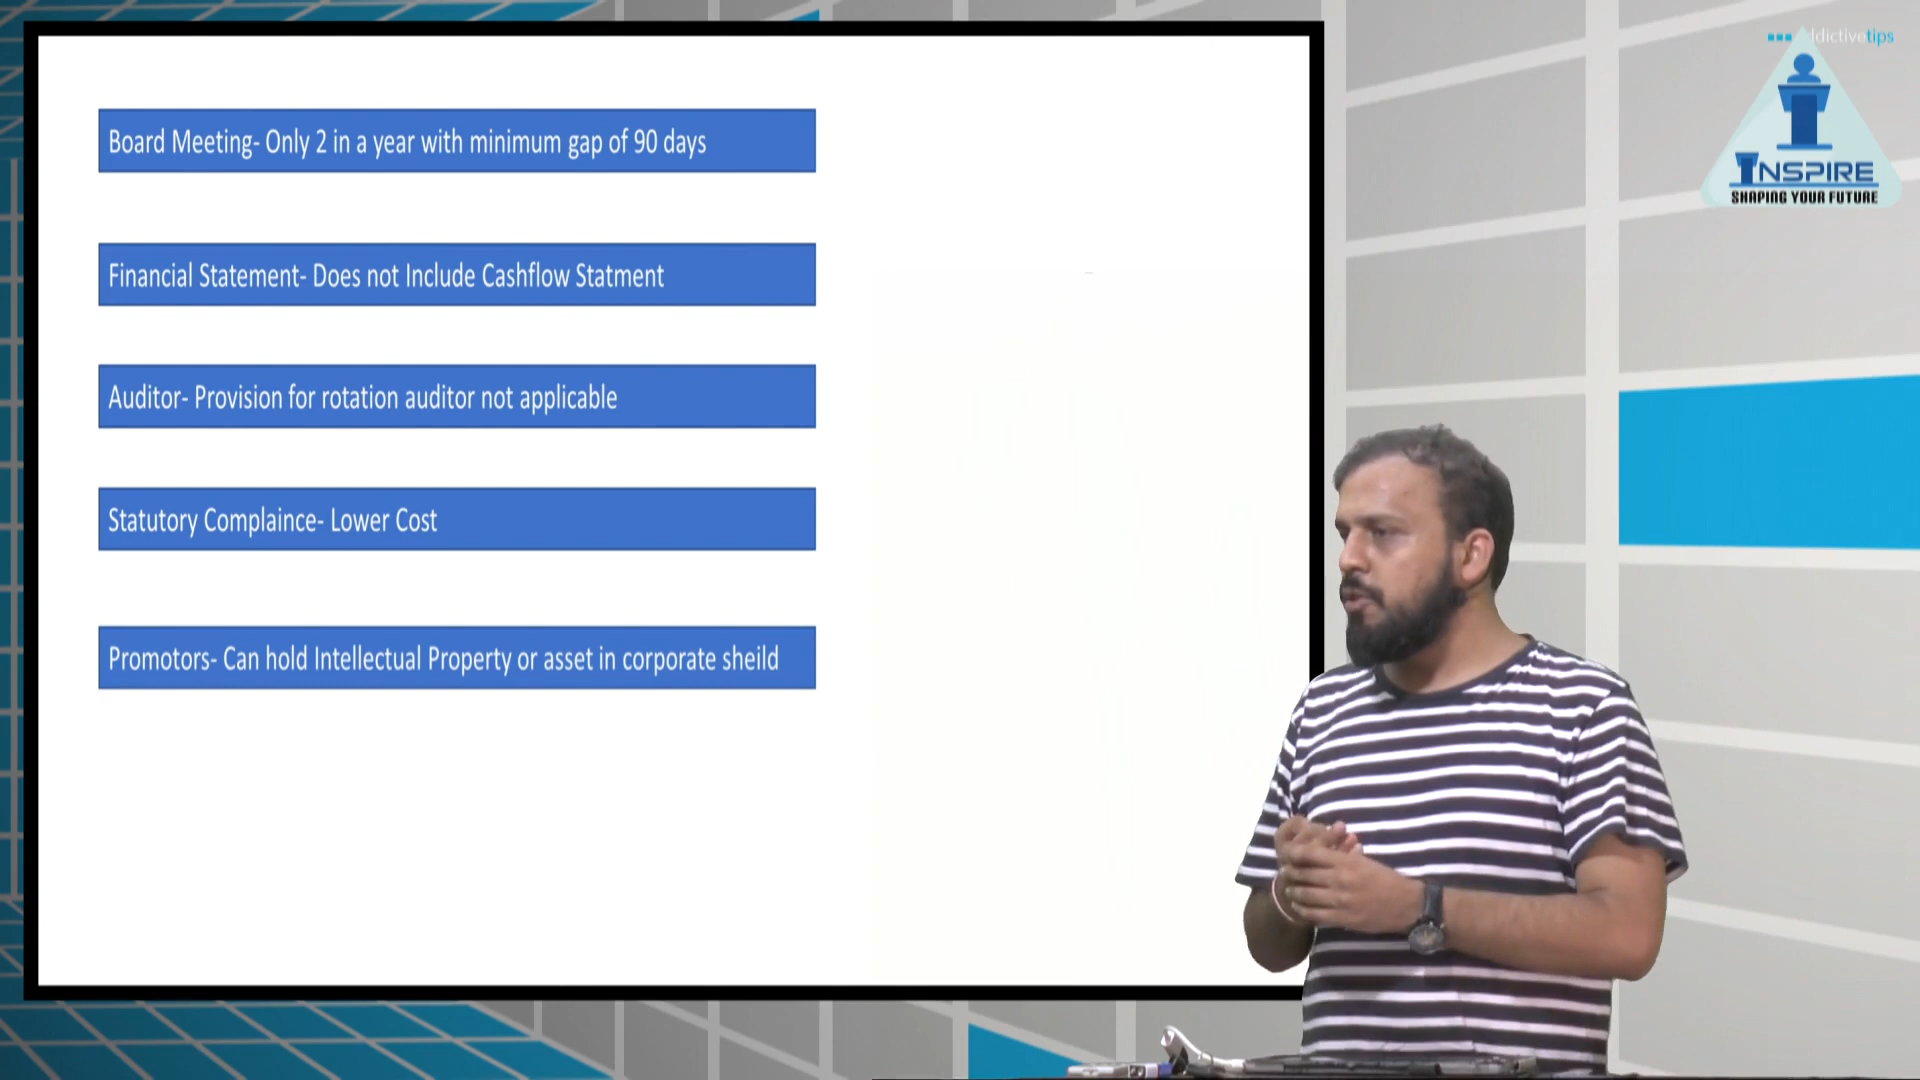 Board Meeting- Only 2 in a year with minimum gap of 90 days
Financial Statement- Does not Include Cashflow Statment
Auditor- Provision for rotation auditor not applicable
Statutory Complaince- Lower Cost
Promotors- Can hold Intellectual Property or asset in corporate sheild
INSPIRE
SHAPING YOUR FUTURE